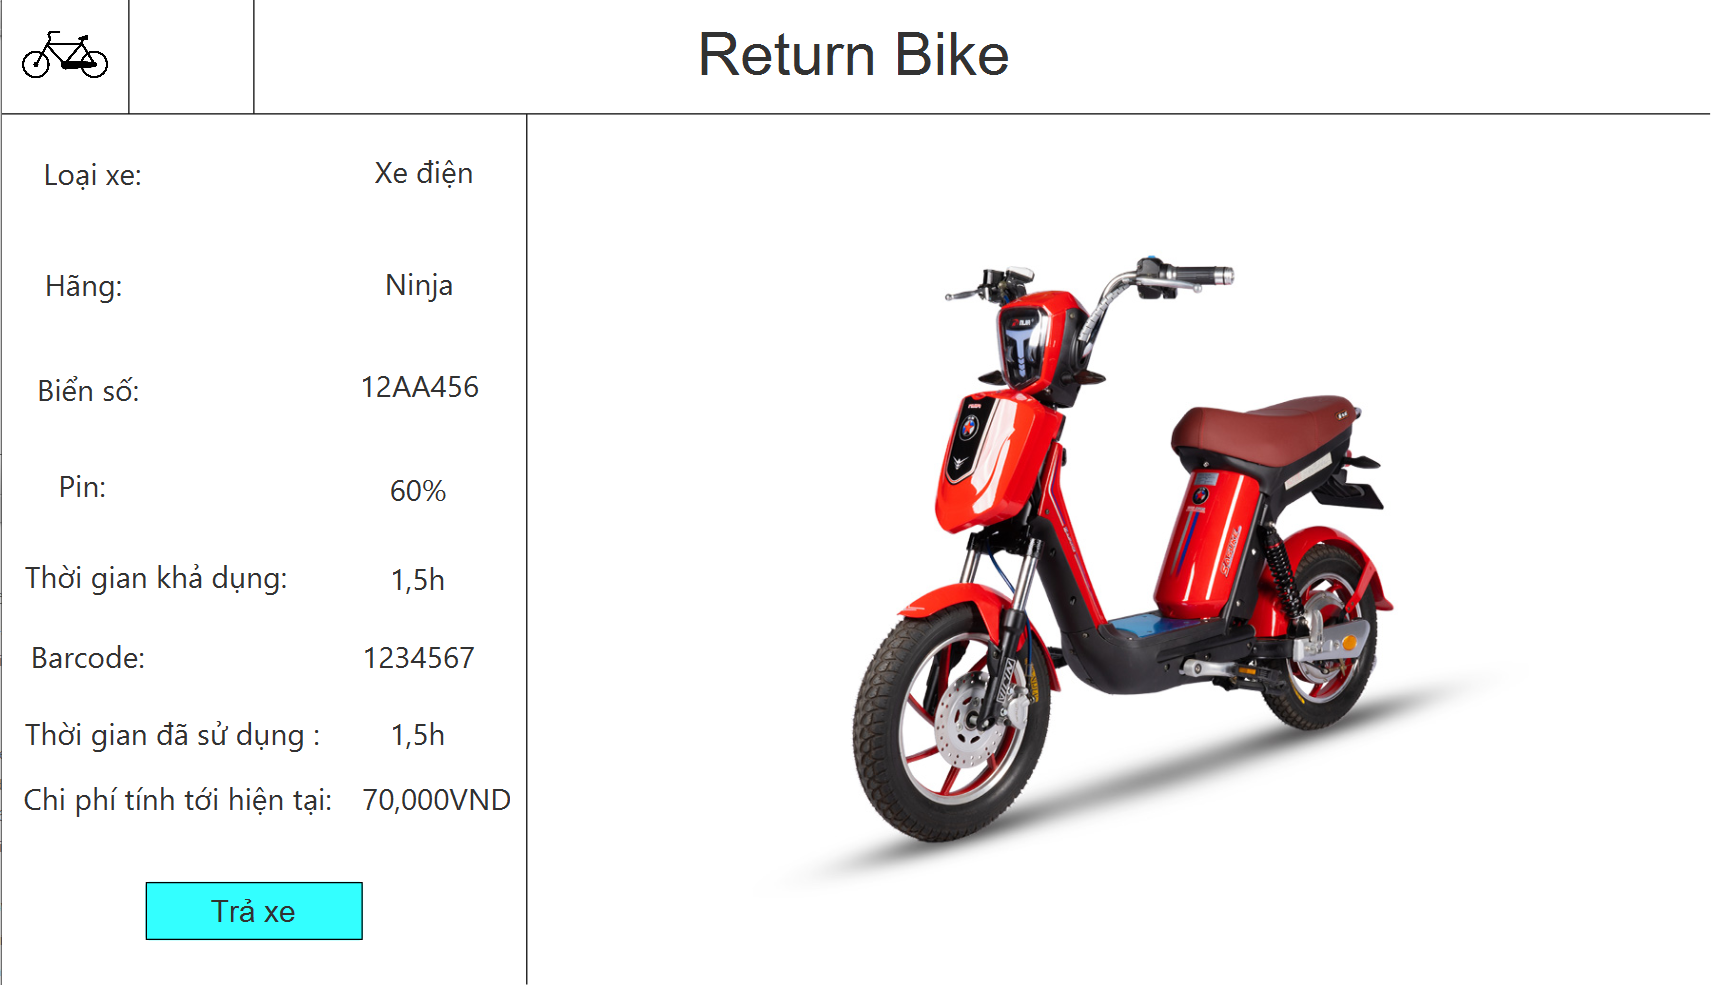 Return Bike
Loại xe: Xe điện
Hãng: Ninja
Biển số: 12AA456
Pin: 60%
Thời gian khả dụng: 1,5h
Barcode: 1234567
Thời gian đã sử dụng : 1,5h
Chi phí tính tới hiện tại: 70,000VND
Trả xe